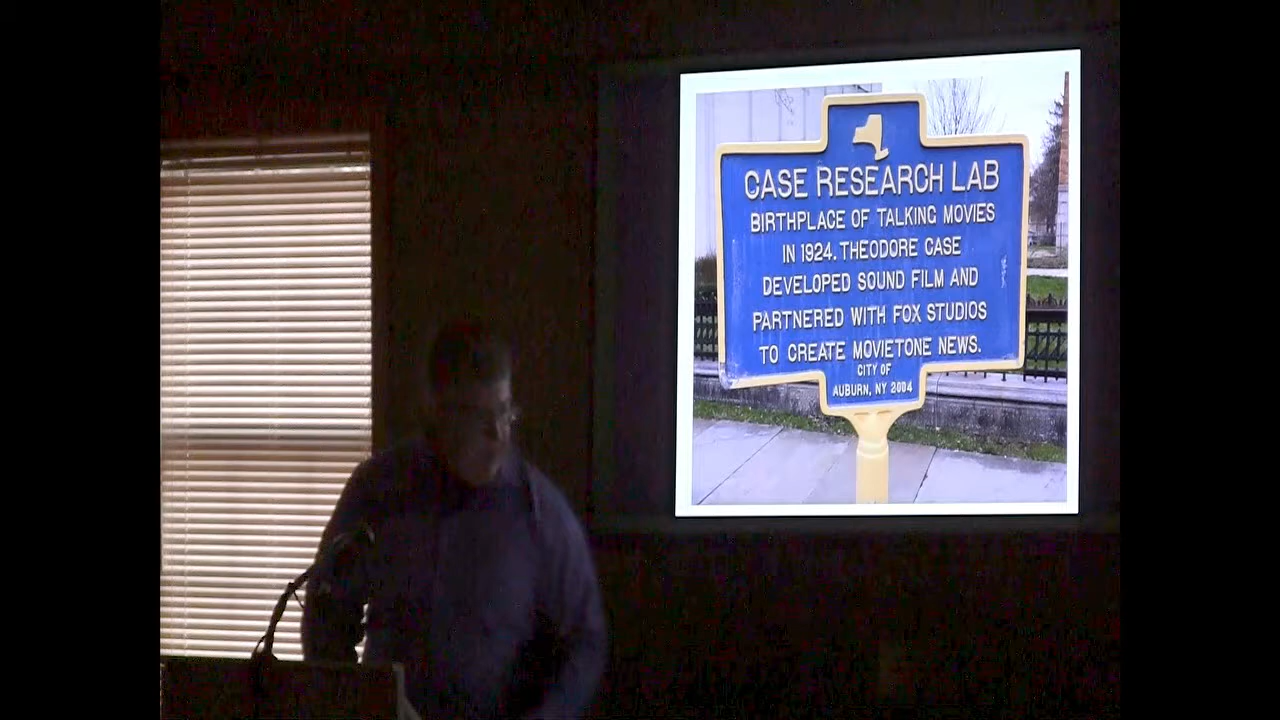 CASE RESEARCH LAB
BIRTHPLACE OF TALKING MOVIES
IN 1924. THEODORE CASE
DEVELOPED SOUND FILM AND
PARTNERED WITH FOX STUDIOS
TO CREATE MOVIETONE NEWS.
CITY OF
AUBURN, NY 2004